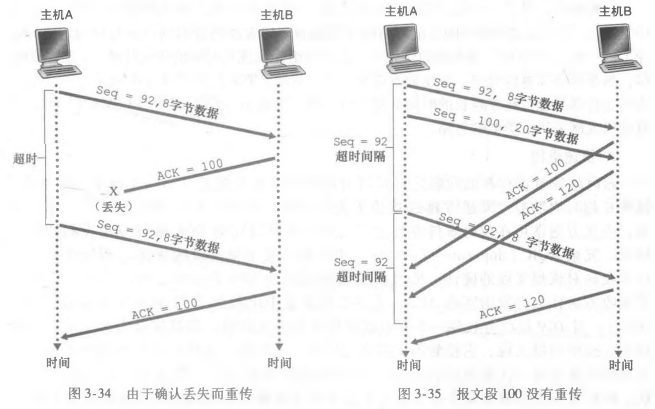 主机A
主机B
Seq = 92,8字节数据
超时
ACK = 100
X
(丢失)
Seq = 92,8字节数据
ACK = 100
时间
时间
图 3-34 由于确认丢失而重传
主机A
主机B
Seq = 92, 8字节数据
Seq = 100, 20字节数据
Seq = 92
超时间隔
ACK = 100
ACK = 120
Seq = 92,8 字节数据
Seq = 92
超时间隔
ACK = 120
时间
时间
图 3-35 报文段100 没有重传